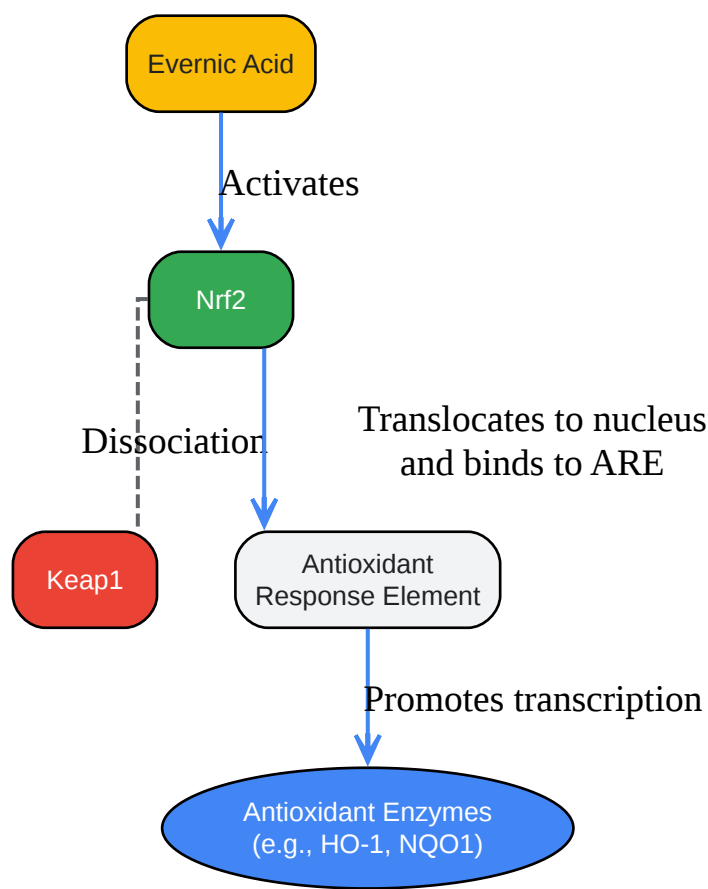 Evernic Acid
Activates
Nrf2
Dissociation
Translocates to nucleus
and binds to ARE
Keap1
Antioxidant
Response Element
Promotes transcription
Antioxidant Enzymes
(e.g., HO-1, NQO1)